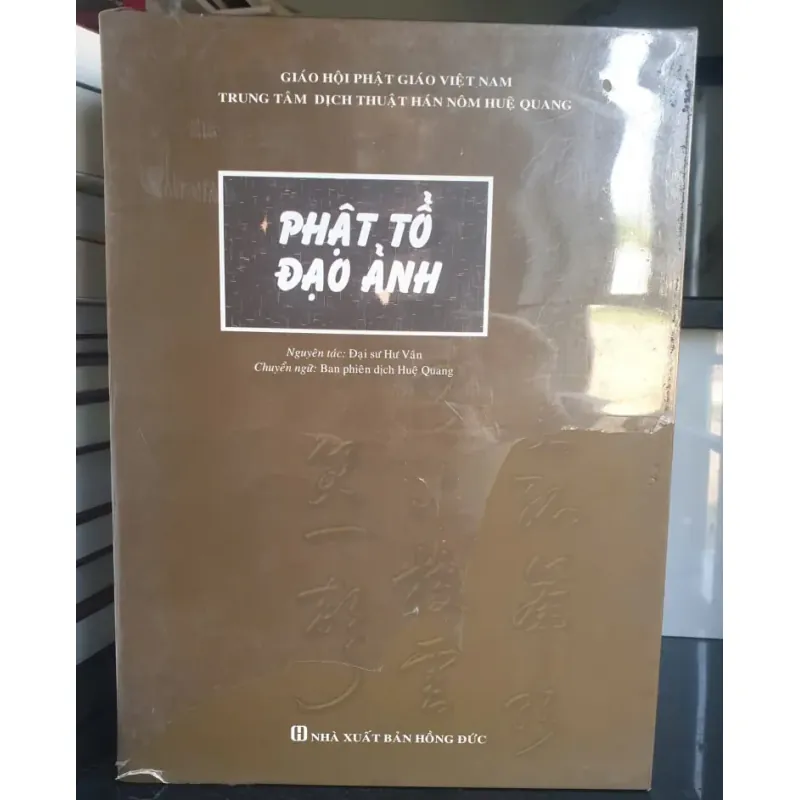 GIÁO HỘI PHẬT GIÁO VIỆT NAM
TRUNG TÂM DỊCH THUẬT HÁN NÔM HUỆ QUANG
PHẬT TỔ
ĐẠO ẢNH
Nguyên tác: Đại sư Hư Vân
Chuyển ngữ: Ban phiên dịch Huệ Quang
NHÀ XUẤT BẢN HỒNG ĐỨC